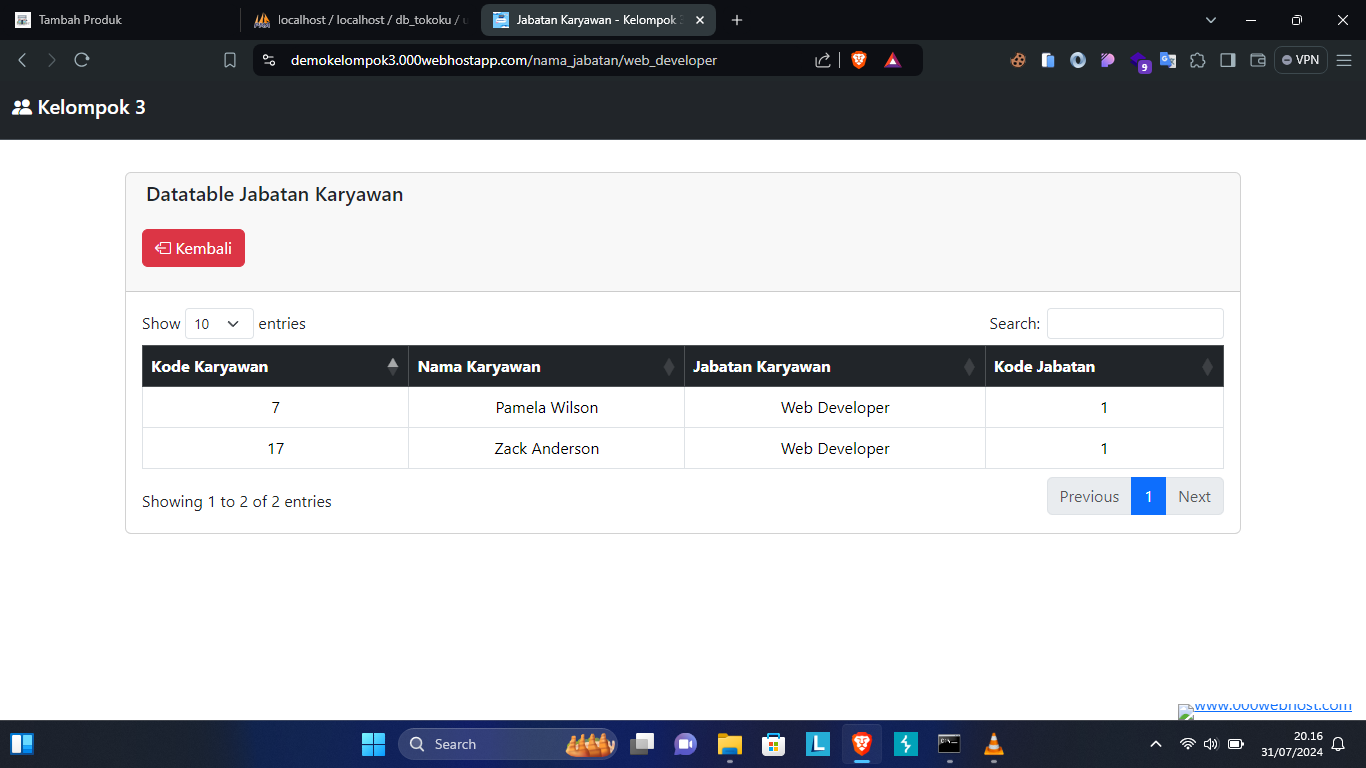 Tambah Produk
localhost / localhost / db_tokoku / u
Jabatan Karyawan - Kelompok 3
demokelompok3.000webhostapp.com/nama_jabatan/web_developer
9
VPN
Kelompok 3
Datatable Jabatan Karyawan
Kembali
Show 10 entries
Search:
Kode Karyawan Nama Karyawan Jabatan Karyawan Kode Jabatan
7 Pamela Wilson Web Developer 1
17 Zack Anderson Web Developer 1
Showing 1 to 2 of 2 entries
Previous 1 Next
www.000webhost.com
Search
L
20.16
31/07/2024